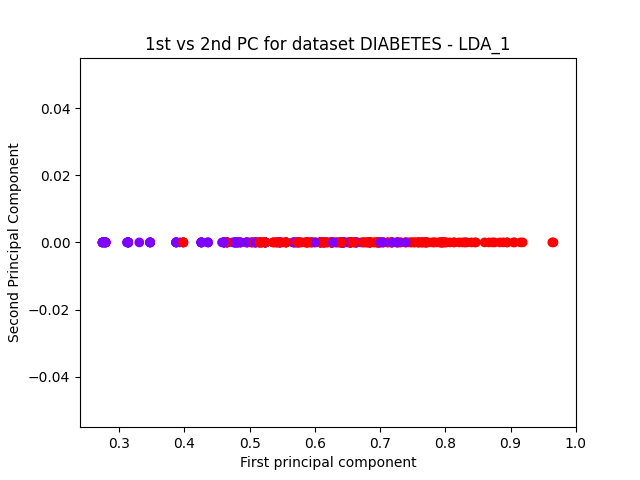 1st vs 2nd PC for dataset DIABETES - LDA_1
Second Principal Component
0.04
0.02
0.00
−0.02
−0.04
0.3 0.4 0.5 0.6 0.7 0.8 0.9 1.0
First principal component